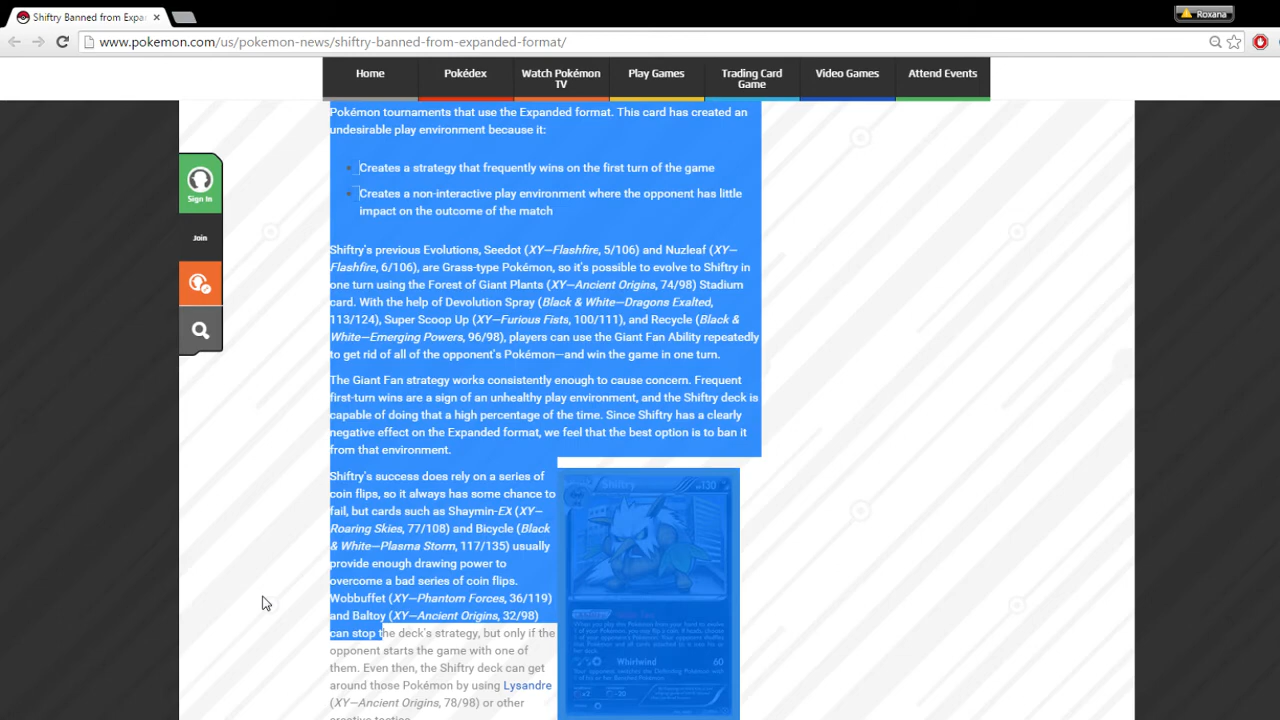 Shiftry Banned from Expa
Roxana
www.pokemon.com/us/pokemon-news/shiftry-banned-from-expanded-format/
Home
Pokédex
Watch Pokémon
TV
Play Games
Trading Card
Game
Video Games
Attend Events
Sign In
Join
Pokémon tournaments that use the Expanded format. This card has created an
undesirable play environment because it:
Creates a strategy that frequently wins on the first turn of the game
Creates a non-interactive play environment where the opponent has little
impact on the outcome of the match
Shiftry's previous Evolutions, Seedot (XY—Flashfire, 5/106) and Nuzleaf (XY—
Flashfire, 6/106), are Grass-type Pokémon, so it's possible to evolve to Shiftry in
one turn using the Forest of Giant Plants (XY—Ancient Origins, 74/98) Stadium
card. With the help of Devolution Spray (Black & White—Dragons Exalted,
113/124), Super Scoop Up (XY—Furious Fists, 100/111), and Recycle (Black &
White—Emerging Powers, 96/98), players can use the Giant Fan Ability repeatedly
to get rid of all of the opponent's Pokémon—and win the game in one turn.
The Giant Fan strategy works consistently enough to cause concern. Frequent
first-turn wins are a sign of an unhealthy play environment, and the Shiftry deck is
capable of doing that a high percentage of the time. Since Shiftry has a clearly
negative effect on the Expanded format, we feel that the best option is to ban it
from that environment.
Shiftry's success does rely on a series of
coin flips, so it always has some chance to
fail, but cards such as Shaymin-EX (XY—
Roaring Skies, 77/108) and Bicycle (Black
& White—Plasma Storm, 117/135) usually
provide enough drawing power to
overcome a bad series of coin flips.
Wobbuffet (XY—Phantom Forces, 36/119)
and Baltoy (XY—Ancient Origins, 32/98)
can stop the deck's strategy, but only if the
opponent starts the game with one of
them. Even then, the Shiftry deck can get
around those Pokémon by using Lysandre
(XY—Ancient Origins, 78/98) or other
creative tactics.
Shiftry
130
Whirlwind 60